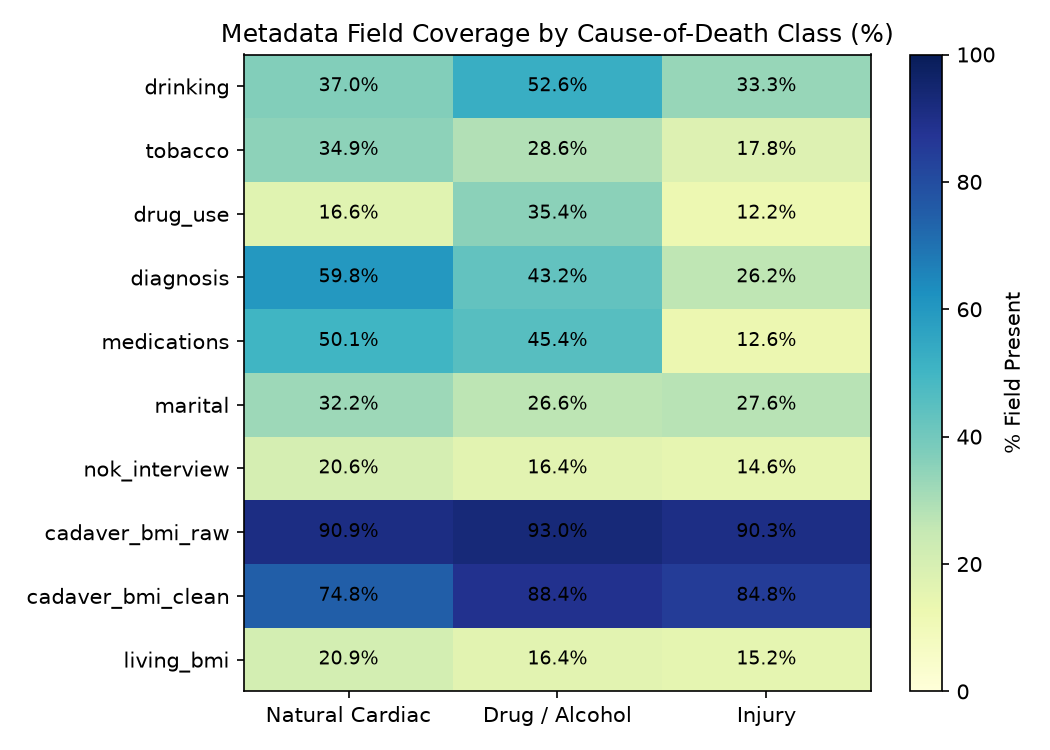 Metadata Field Coverage by Cause-of-Death Class (%)
drinking 37.0% 52.6% 33.3%
tobacco 34.9% 28.6% 17.8%
drug_use 16.6% 35.4% 12.2%
diagnosis 59.8% 43.2% 26.2%
medications 50.1% 45.4% 12.6%
marital 32.2% 26.6% 27.6%
nok_interview 20.6% 16.4% 14.6%
cadaver_bmi_raw 90.9% 93.0% 90.3%
cadaver_bmi_clean 74.8% 88.4% 84.8%
living_bmi 20.9% 16.4% 15.2%
Natural Cardiac Drug / Alcohol Injury
100
80
60
40
20
0
% Field Present